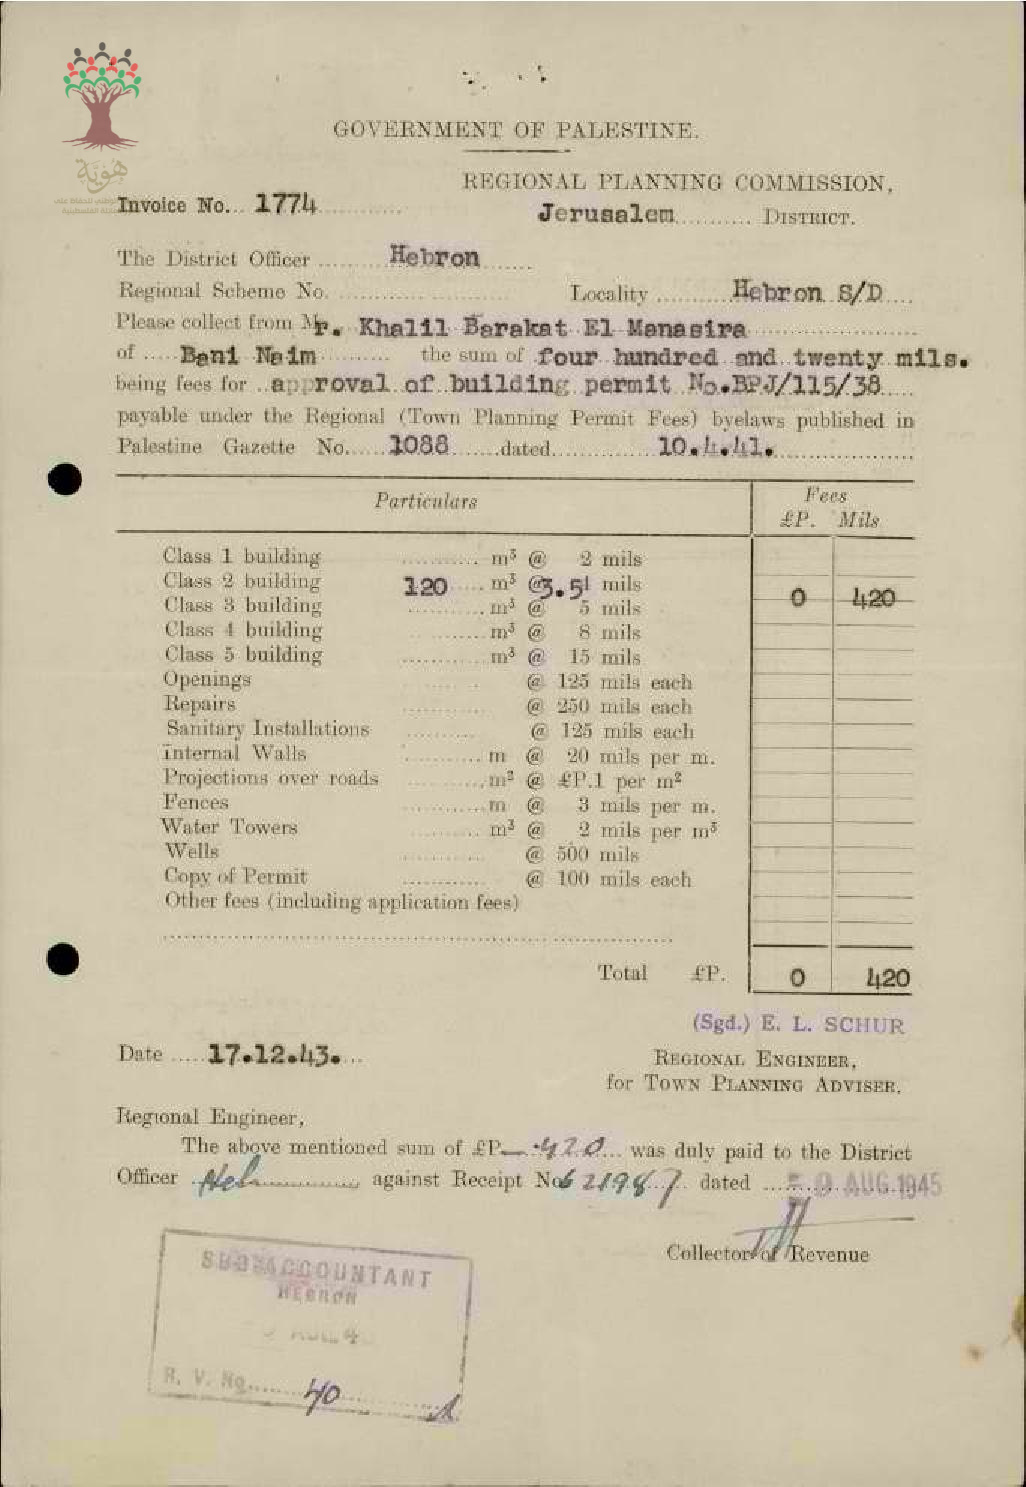 هُوِيَّة
GOVERNMENT OF PALESTINE.
REGIONAL PLANNING COMMISSION,
Invoice No... 1774
Jerusalem........... DISTRICT.
The District Officer .......... Hebron ......
Regional Scheme No. ........................ Locality ........... Hebron S/D ....
Please collect from Mr. Khalil Barakat El Manasira
of ..... Bani Naim .......... the sum of four hundred and twenty mils.
being fees for .. approval of building permit No.BPJ/115/38
payable under the Regional (Town Planning Permit Fees) byelaws published in
Palestine Gazette No...... 1088 .......dated............... 10.4.41.
Particulars Fees
£P. Mils
Class 1 building ........... m³ @ 2 mils
Class 2 building 120 ..... m³ @ 3.5 mils 0 420
Class 3 building ........... m³ @ 5 mils
Class 4 building ........... m³ @ 8 mils
Class 5 building ........... m³ @ 15 mils
Openings @ 125 mils each
Repairs ........... @ 250 mils each
Sanitary Installations .......... @ 125 mils each
Internal Walls ........... m @ 20 mils per m.
Projections over roads ........... m² @ £P.1 per m²
Fences ........... m @ 3 mils per m.
Water Towers .......... m³ @ 2 mils per m³
Wells ........... @ 500 mils
Copy of Permit ........... @ 100 mils each
Other fees (including application fees)
Total £P. 0 420
(Sgd.) E. L. SCHUR
Date ..... 17.12.43. ...
REGIONAL ENGINEER,
for TOWN PLANNING ADVISER.
Regional Engineer,
The above mentioned sum of £P— .420 ... was duly paid to the District
Officer ............ against Receipt No 621987 dated .... AUG 1945
Collector of Revenue
SUB-ACCOUNTANT
HEBRON
R. V. No........ 40